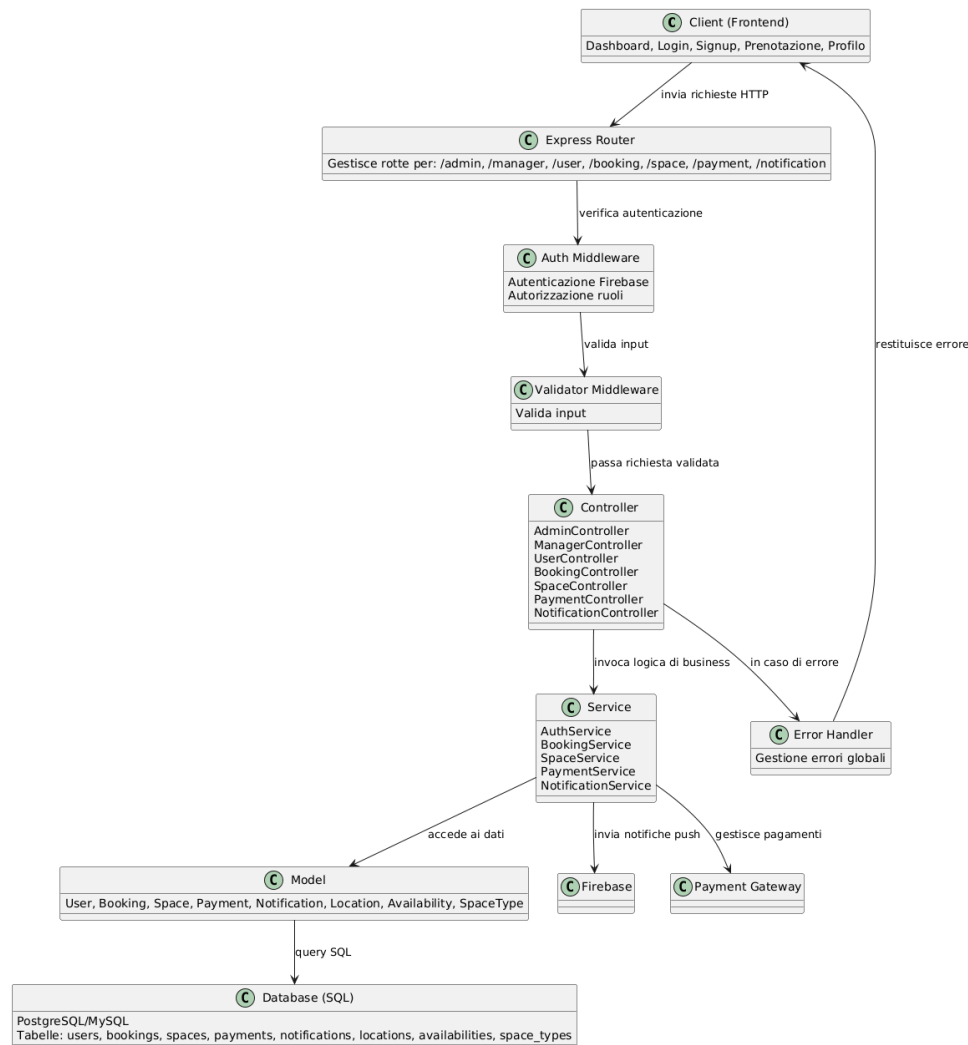 C Client (Frontend)
Dashboard, Login, Signup, Prenotazione, Profilo
invia richieste HTTP
C Express Router
Gestisce rotte per: /admin, /manager, /user, /booking, /space, /payment, /notification
verifica autenticazione
C Auth Middleware
Autenticazione Firebase
Autorizzazione ruoli
valida input
restituisce errore
C Validator Middleware
Valida input
passa richiesta validata
C Controller
AdminController
ManagerController
UserController
BookingController
SpaceController
PaymentController
NotificationController
invoca logica di business
in caso di errore
C Service
AuthService
BookingService
SpaceService
PaymentService
NotificationService
C Error Handler
Gestione errori globali
accede ai dati
invia notifiche push
gestisce pagamenti
C Model
User, Booking, Space, Payment, Notification, Location, Availability, SpaceType
C Firebase
C Payment Gateway
query SQL
C Database (SQL)
PostgreSQL/MySQL
Tabelle: users, bookings, spaces, payments, notifications, locations, availabilities, space_types